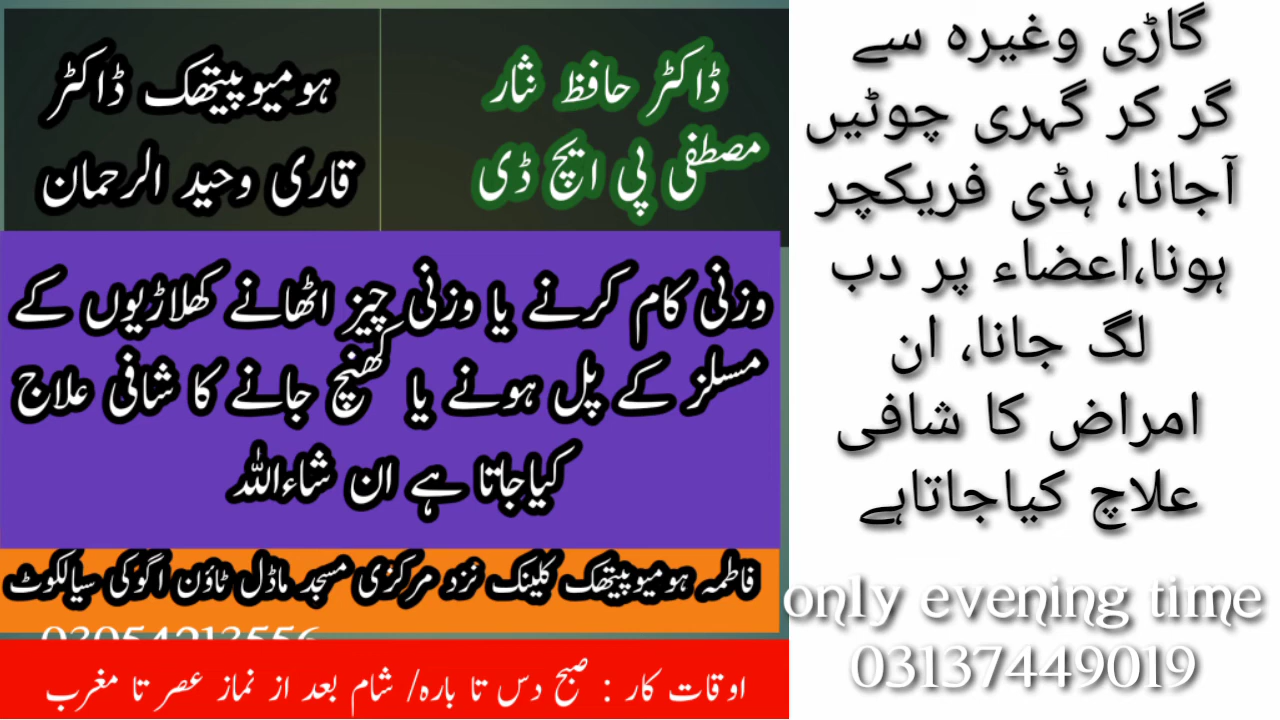 ڈاکٹر حافظ نثار
مصطفی پی ایچ ڈی
ہومیوپیتھک ڈاکٹر
قاری وحید الرحمان
وزنی کام کرنے یا وزنی چیز اٹھانے کھلاڑیوں کے
مسلز کے پل ہونے یا کھنچ جانے کا شافی علاج
کیاجاتا ہے ان شاءاللہ
فاطمہ ہومیوپیتھک کلینک نزد مرکزی مسجد ماڈل ٹاؤن اگوکی سیالکوٹ
اوقات کار : صبح دس تا بارہ/ شام بعد از نماز عصر تا مغرب
گاڑی وغیرہ سے
گر کر گہری چوٹیں
آجانا، ہڈی فریکچر
ہونا،اعضاء پر دب
لگ جانا، ان
امراض کا شافی
علاج کیاجاتاہے
only evening time
03137449019